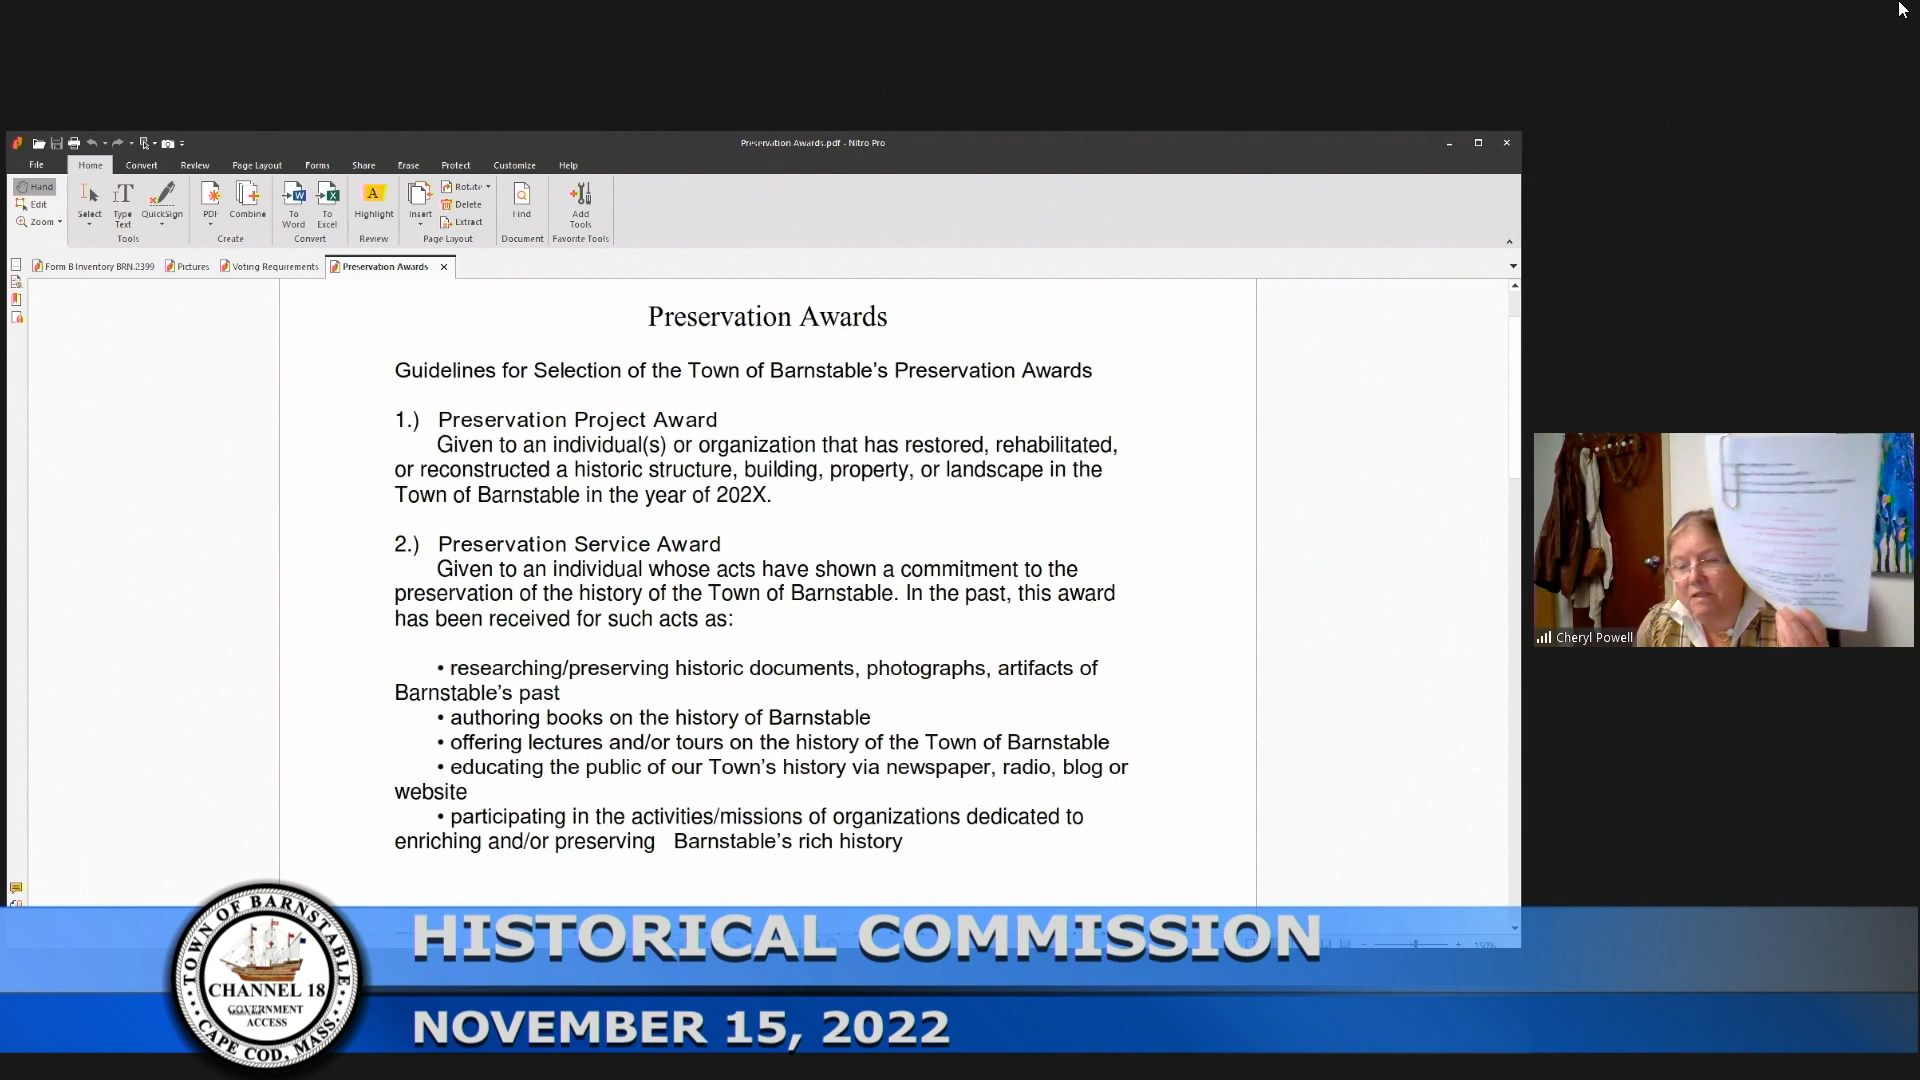 Preservation Awards.pdf - Nitro Pro
File Home Convert Review Page Layout Forms Share Erase Protect Customize Help
Hand
Edit
Zoom
Select
Type Text
QuickSign
Tools
PDF
Combine
Create
To Word
To Excel
Convert
Highlight
Review
Insert
Rotate
Delete
Extract
Page Layout
Find
Document
Add Tools
Favorite Tools
Form B Inventory BRN.2399 Pictures Voting Requirements Preservation Awards
Preservation Awards
Guidelines for Selection of the Town of Barnstable's Preservation Awards
1.) Preservation Project Award
Given to an individual(s) or organization that has restored, rehabilitated,
or reconstructed a historic structure, building, property, or landscape in the
Town of Barnstable in the year of 202X.
2.) Preservation Service Award
Given to an individual whose acts have shown a commitment to the
preservation of the history of the Town of Barnstable. In the past, this award
has been received for such acts as:
• researching/preserving historic documents, photographs, artifacts of
Barnstable's past
• authoring books on the history of Barnstable
• offering lectures and/or tours on the history of the Town of Barnstable
• educating the public of our Town's history via newspaper, radio, blog or
website
• participating in the activities/missions of organizations dedicated to
enriching and/or preserving Barnstable's rich history
150%
Cheryl Powell
TOWN OF BARNSTABLE
CHANNEL 18
GOVERNMENT
ACCESS
CAPE COD, MASS.
HISTORICAL COMMISSION
NOVEMBER 15, 2022